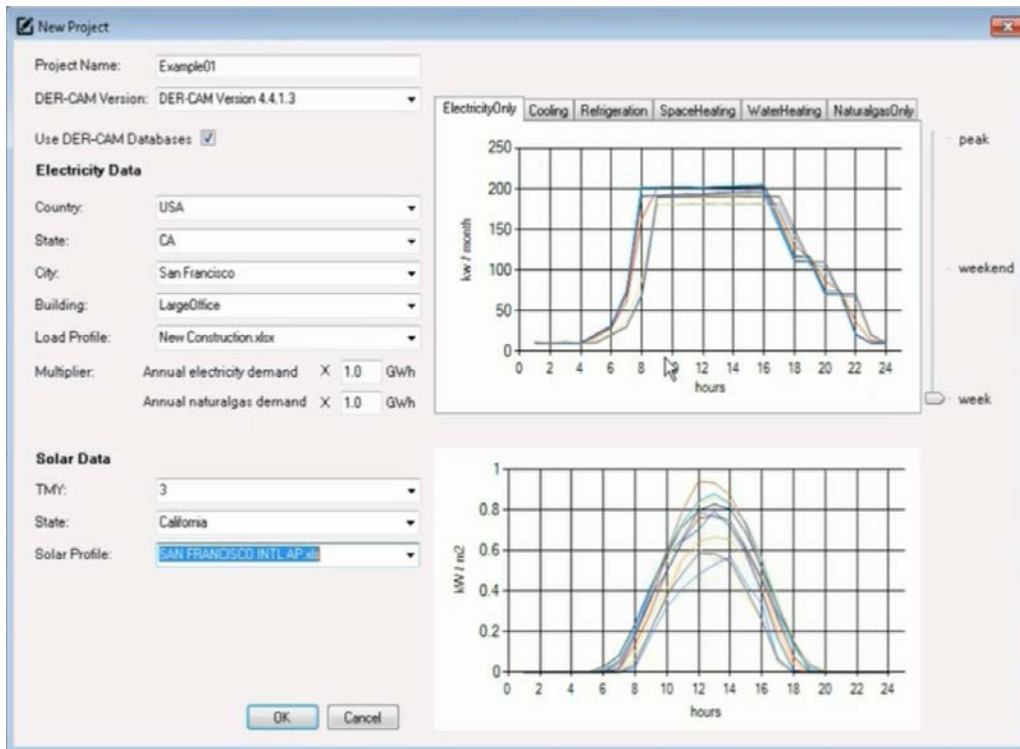 New Project
Project Name: Example01
DER-CAM Version: DER-CAM Version 4.4.1.3
Use DER-CAM Databases
Electricity Data
Country: USA
State: CA
City: San Francisco
Building: LargeOffice
Load Profile: New Construction.xlsx
Multiplier: Annual electricity demand X 1.0 GWh
Annual naturalgas demand X 1.0 GWh
Solar Data
TMY: 3
State: California
Solar Profile: SAN FRANCISCO INTL AP.xls
OK Cancel
ElectricityOnly Cooling Refrigeration SpaceHeating WaterHeating NaturalgasOnly
250
200
150
100
50
0
kw / month
0 2 4 6 8 10 12 14 16 18 20 22 24
hours
peak
weekend
week
1
0.8
0.6
0.4
0.2
0
kW / m2
0 2 4 6 8 10 12 14 16 18 20 22 24
hours